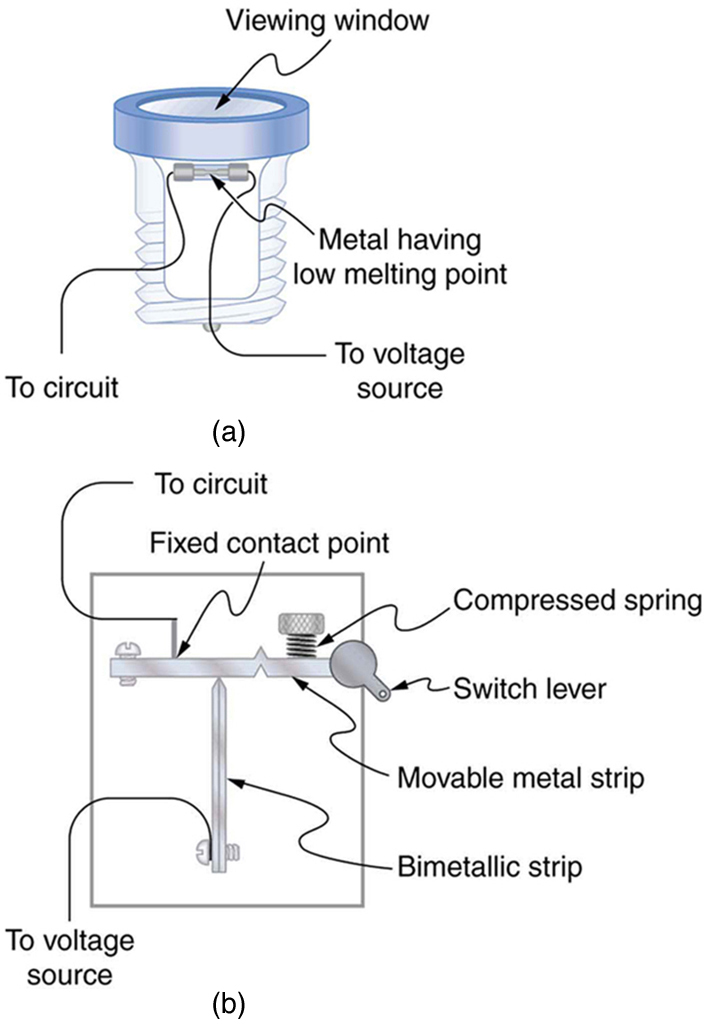 Viewing window
Metal having
low melting point
To voltage
source
To circuit
(a)
To circuit
Fixed contact point
Compressed spring
Switch lever
Movable metal strip
Bimetallic strip
To voltage
source
(b)